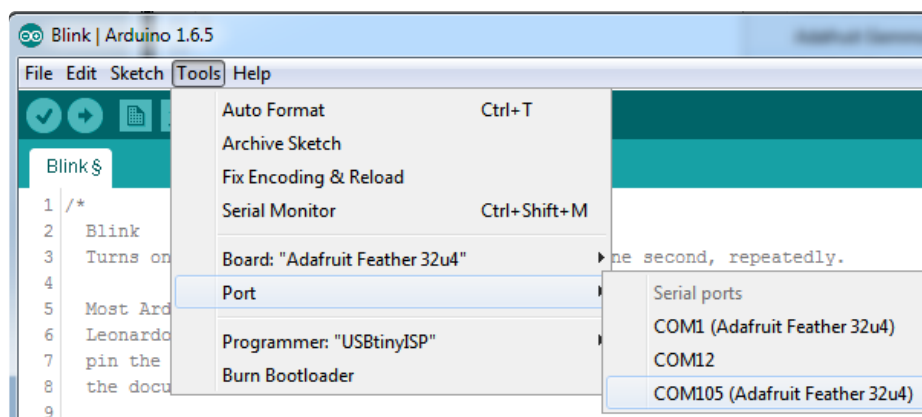 Blink | Arduino 1.6.5
File Edit Sketch Tools Help
Auto Format Ctrl+T
Archive Sketch
Fix Encoding & Reload
Serial Monitor Ctrl+Shift+M
Board: "Adafruit Feather 32u4"
Port
Programmer: "USBtinyISP"
Burn Bootloader
Serial ports
COM1 (Adafruit Feather 32u4)
COM12
COM105 (Adafruit Feather 32u4)
Blink §
1 /*
2 Blink
3 Turns on ne second, repeatedly.
4
5 Most Ard
6 Leonardo
7 pin the
8 the docu
9